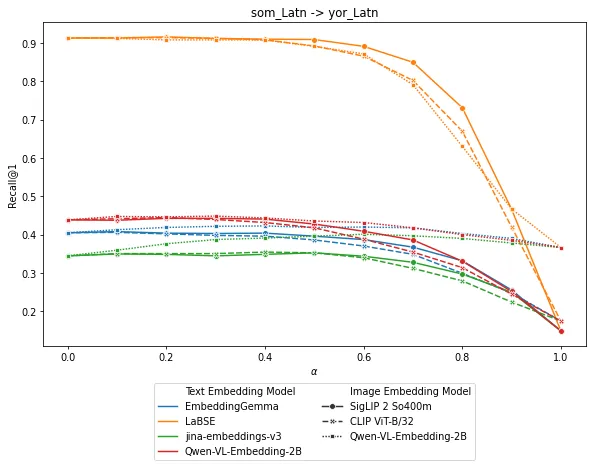 som_Latn -> yor_Latn
Recall@1
0.9
0.8
0.7
0.6
0.5
0.4
0.3
0.2
0.0 0.2 0.4 0.6 0.8 1.0
α
Text Embedding Model Image Embedding Model
EmbeddingGemma SigLIP 2 So400m
LaBSE CLIP ViT-B/32
jina-embeddings-v3 Qwen-VL-Embedding-2B
Qwen-VL-Embedding-2B